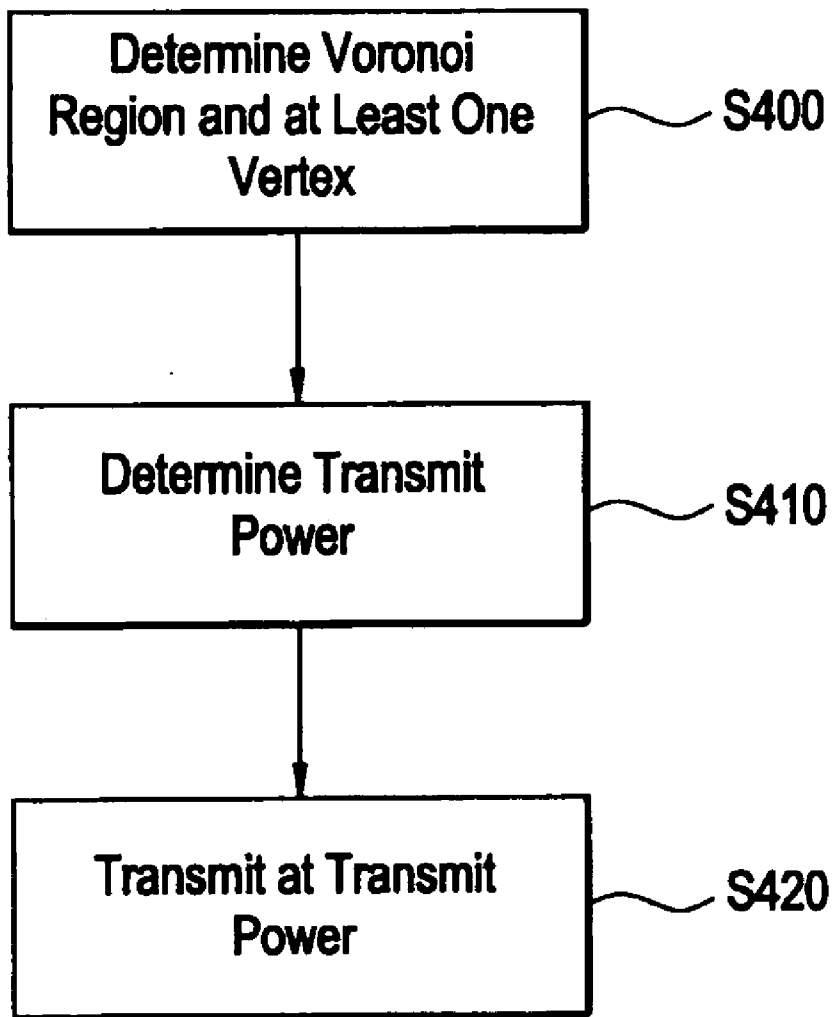 Determine Voronoi
Region and at Least One
Vertex
S400
Determine Transmit
Power
S410
Transmit at Transmit
Power
S420